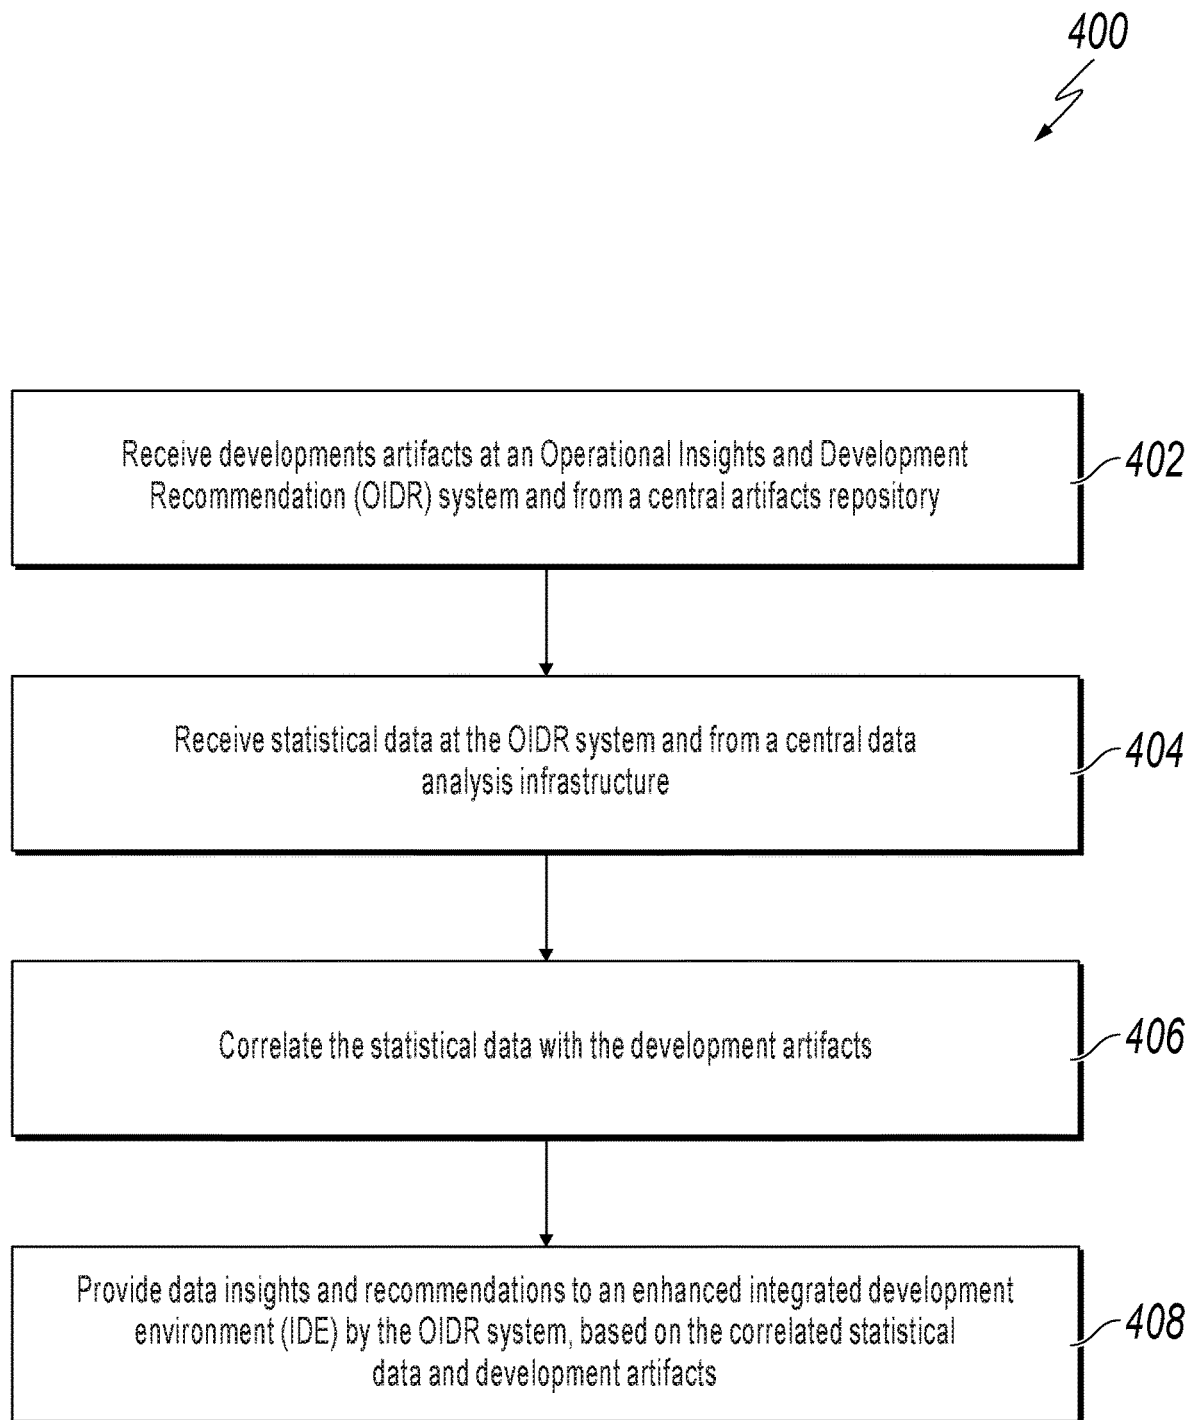 400
Receive developments artifacts at an Operational Insights and Development
Recommendation (OIDR) system and from a central artifacts repository
402
Receive statistical data at the OIDR system and from a central data
analysis infrastructure
404
Correlate the statistical data with the development artifacts
406
Provide data insights and recommendations to an enhanced integrated development
environment (IDE) by the OIDR system, based on the correlated statistical
data and development artifacts
408